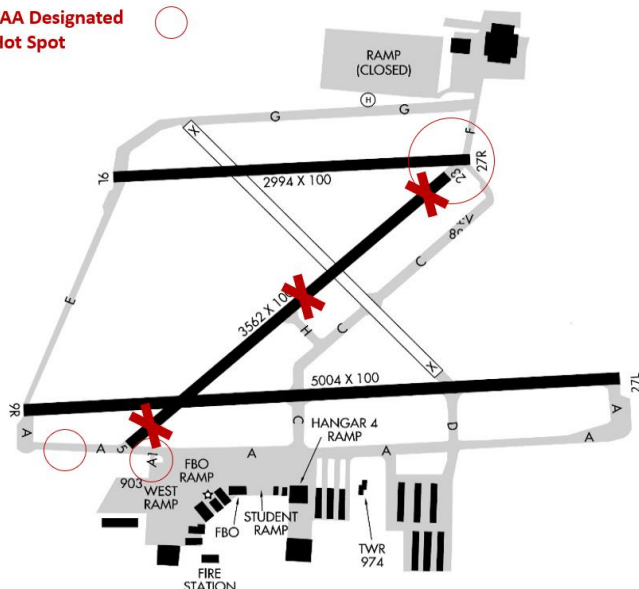 AA Designated
Hot Spot
RAMP
(CLOSED)
H
G
G
F
X
9L
2994 X 100
27R
23
C
E
3562 X 100
H
C
X
5004 X 100
27L
9R
A
A
5
A1
A
C
HANGAR 4
RAMP
A
D
A
A
903
FBO
RAMP
WEST
RAMP
FBO
STUDENT
RAMP
TWR
974
FIRE
STATION